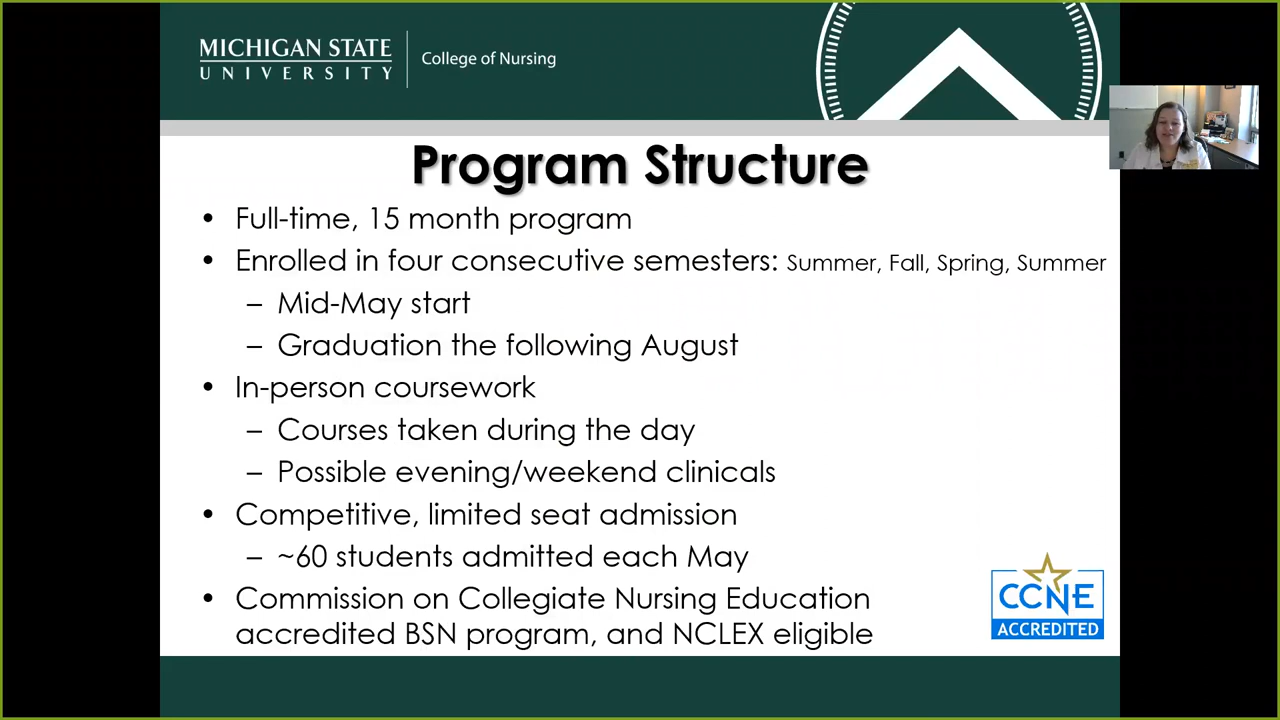 MICHIGAN STATE
UNIVERSITY
College of Nursing
Program Structure
• Full-time, 15 month program
• Enrolled in four consecutive semesters: Summer, Fall, Spring, Summer
– Mid-May start
– Graduation the following August
• In-person coursework
– Courses taken during the day
– Possible evening/weekend clinicals
• Competitive, limited seat admission
– ~60 students admitted each May
• Commission on Collegiate Nursing Education
accredited BSN program, and NCLEX eligible
CCNE
ACCREDITED